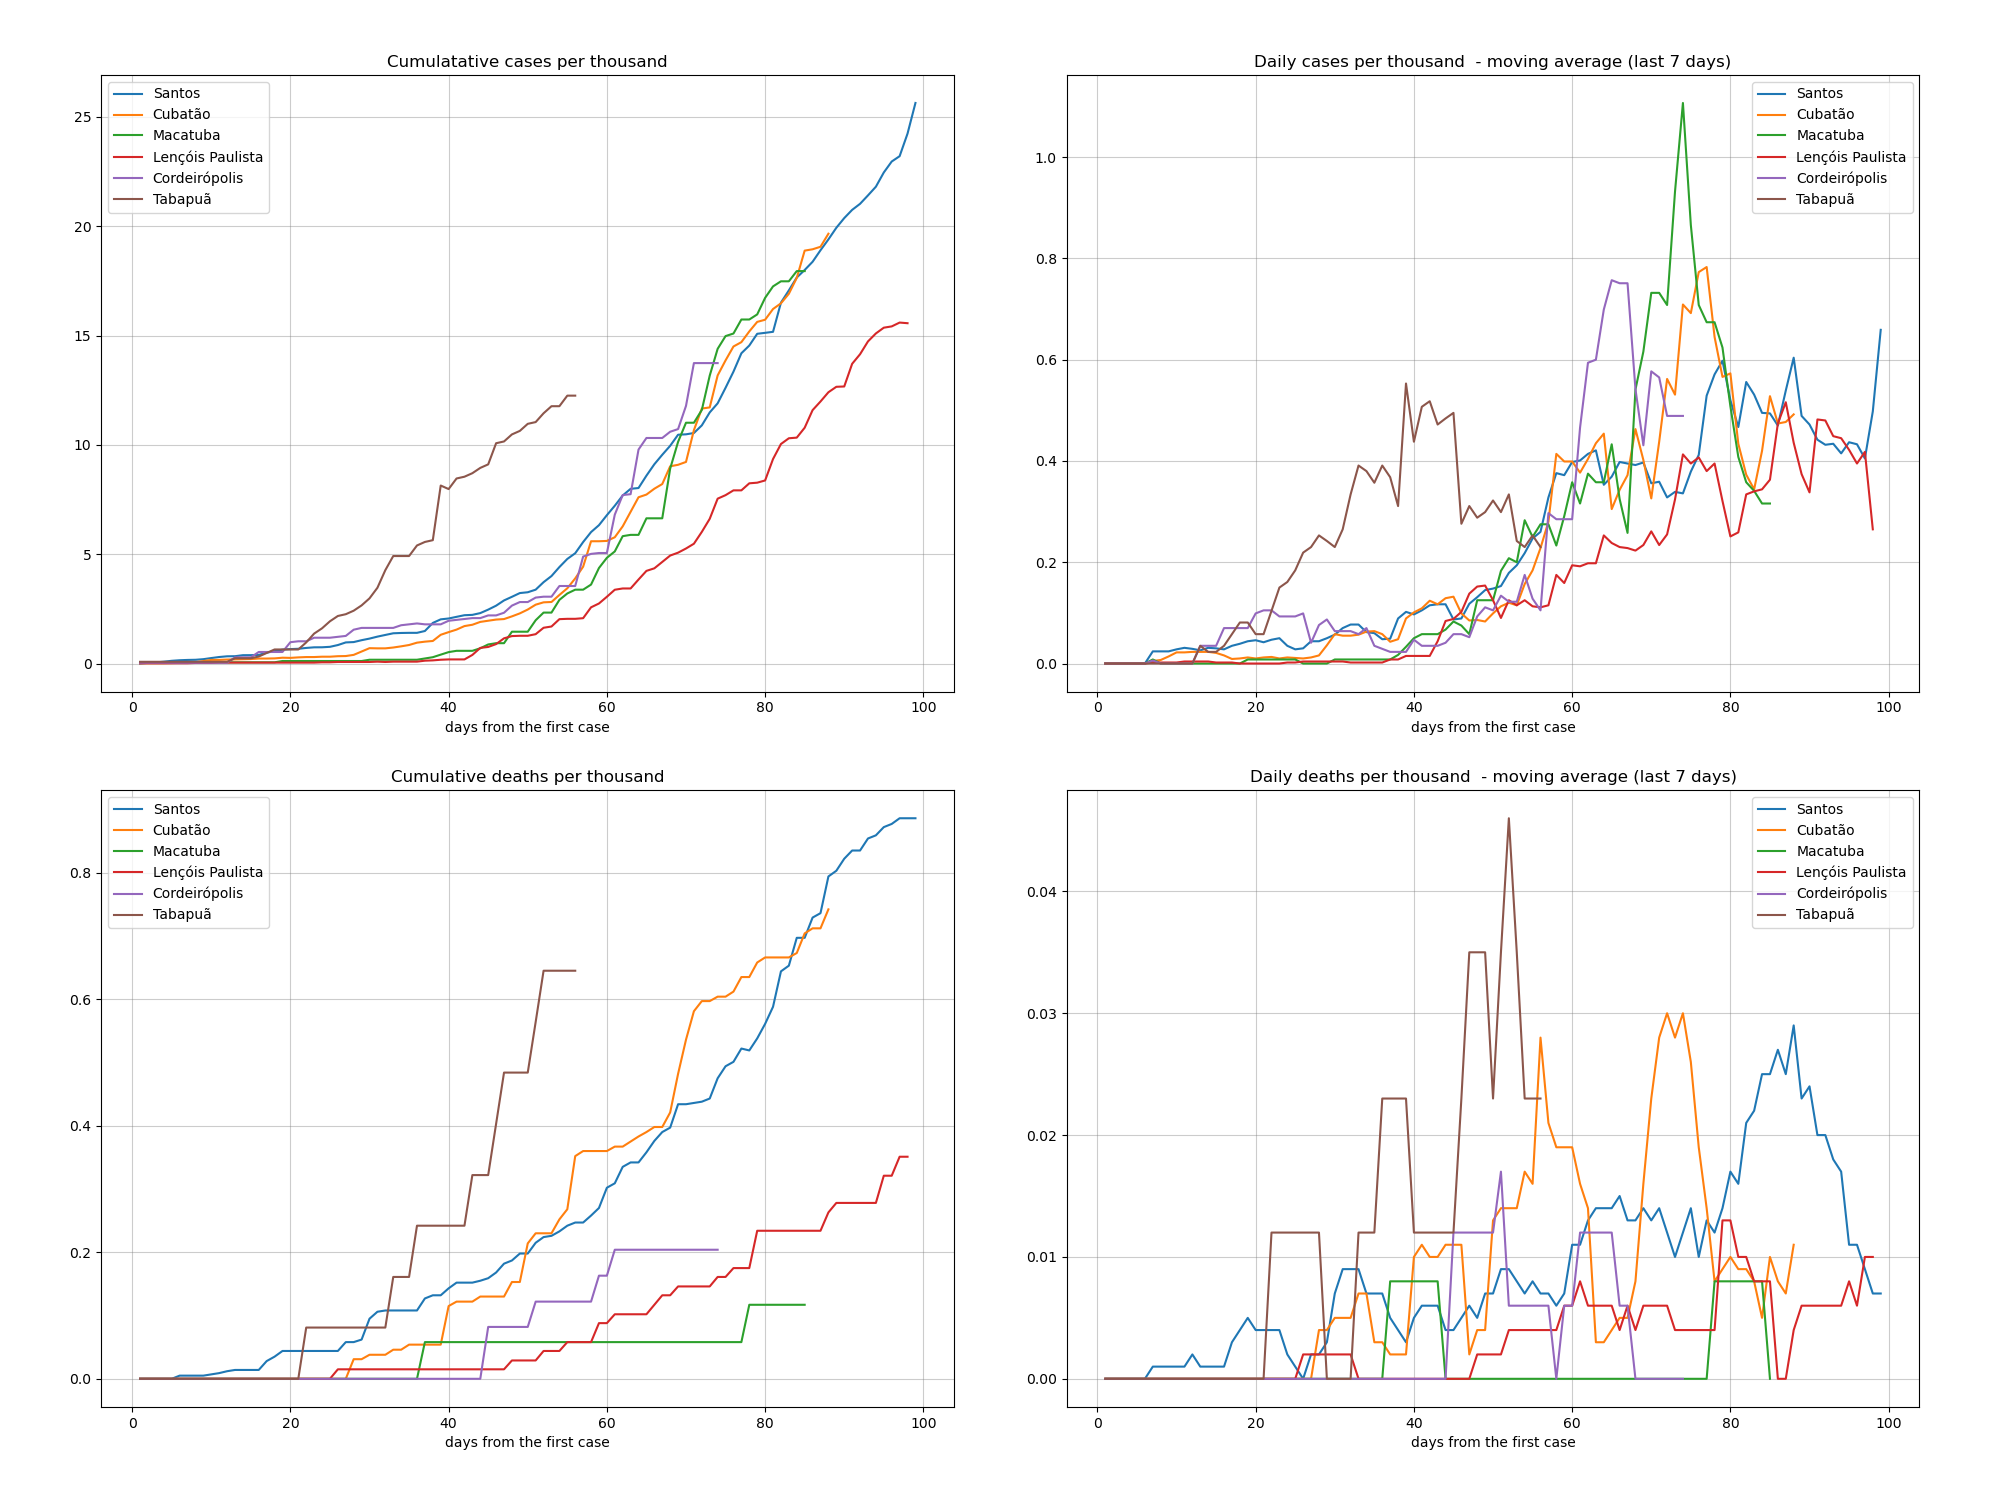 Cumulatative cases per thousand
Santos
Cubatão
Macatuba
Lençóis Paulista
Cordeirópolis
Tabapuã
25
20
15
10
5
0
0 20 40 60 80 100
days from the first case
Daily cases per thousand  - moving average (last 7 days)
Santos
Cubatão
Macatuba
Lençóis Paulista
Cordeirópolis
Tabapuã
1.0
0.8
0.6
0.4
0.2
0.0
0 20 40 60 80 100
days from the first case
Cumulative deaths per thousand
Santos
Cubatão
Macatuba
Lençóis Paulista
Cordeirópolis
Tabapuã
0.8
0.6
0.4
0.2
0.0
0 20 40 60 80 100
days from the first case
Daily deaths per thousand  - moving average (last 7 days)
Santos
Cubatão
Macatuba
Lençóis Paulista
Cordeirópolis
Tabapuã
0.04
0.03
0.02
0.01
0.00
0 20 40 60 80 100
days from the first case